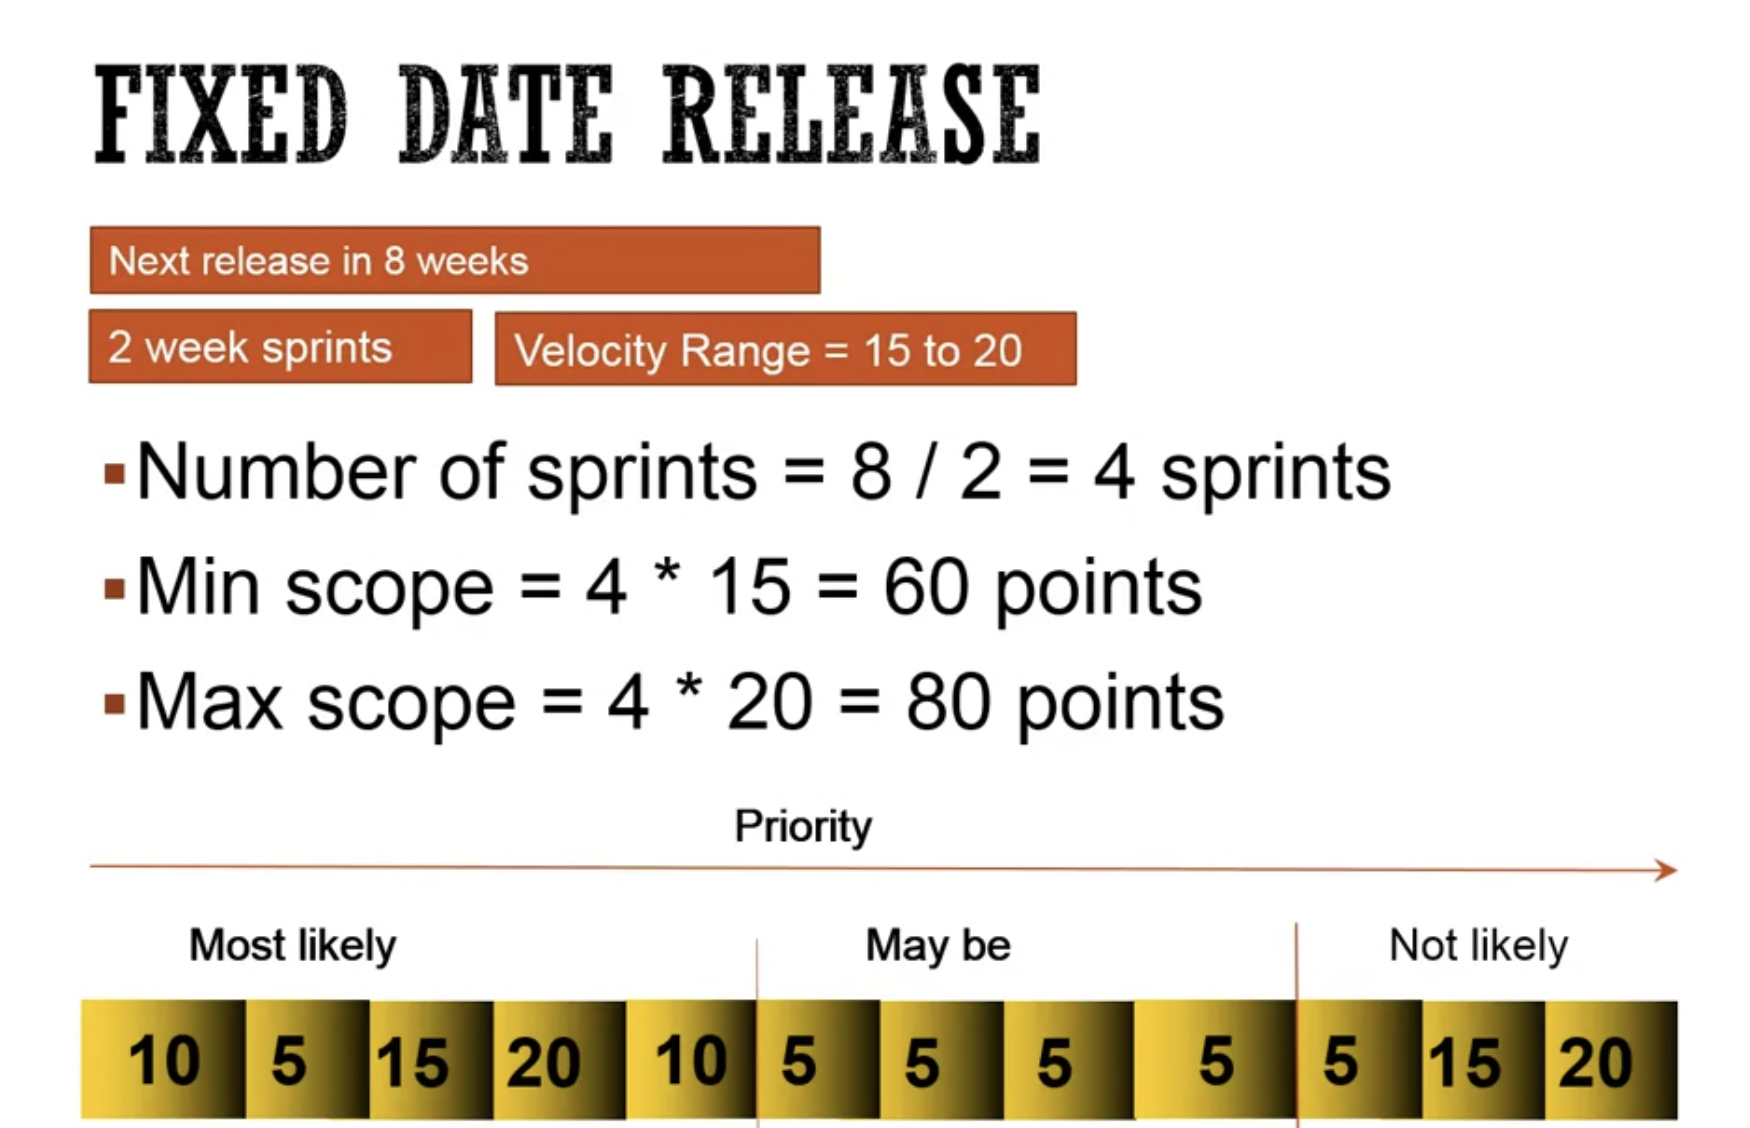 FIXED DATE RELEASE
Next release in 8 weeks
2 week sprints
Velocity Range = 15 to 20
▪Number of sprints = 8 / 2 = 4 sprints
▪Min scope = 4 * 15 = 60 points
▪Max scope = 4 * 20 = 80 points
Priority
Most likely May be Not likely
10 5 15 20 10 5 5 5 5 5 15 20